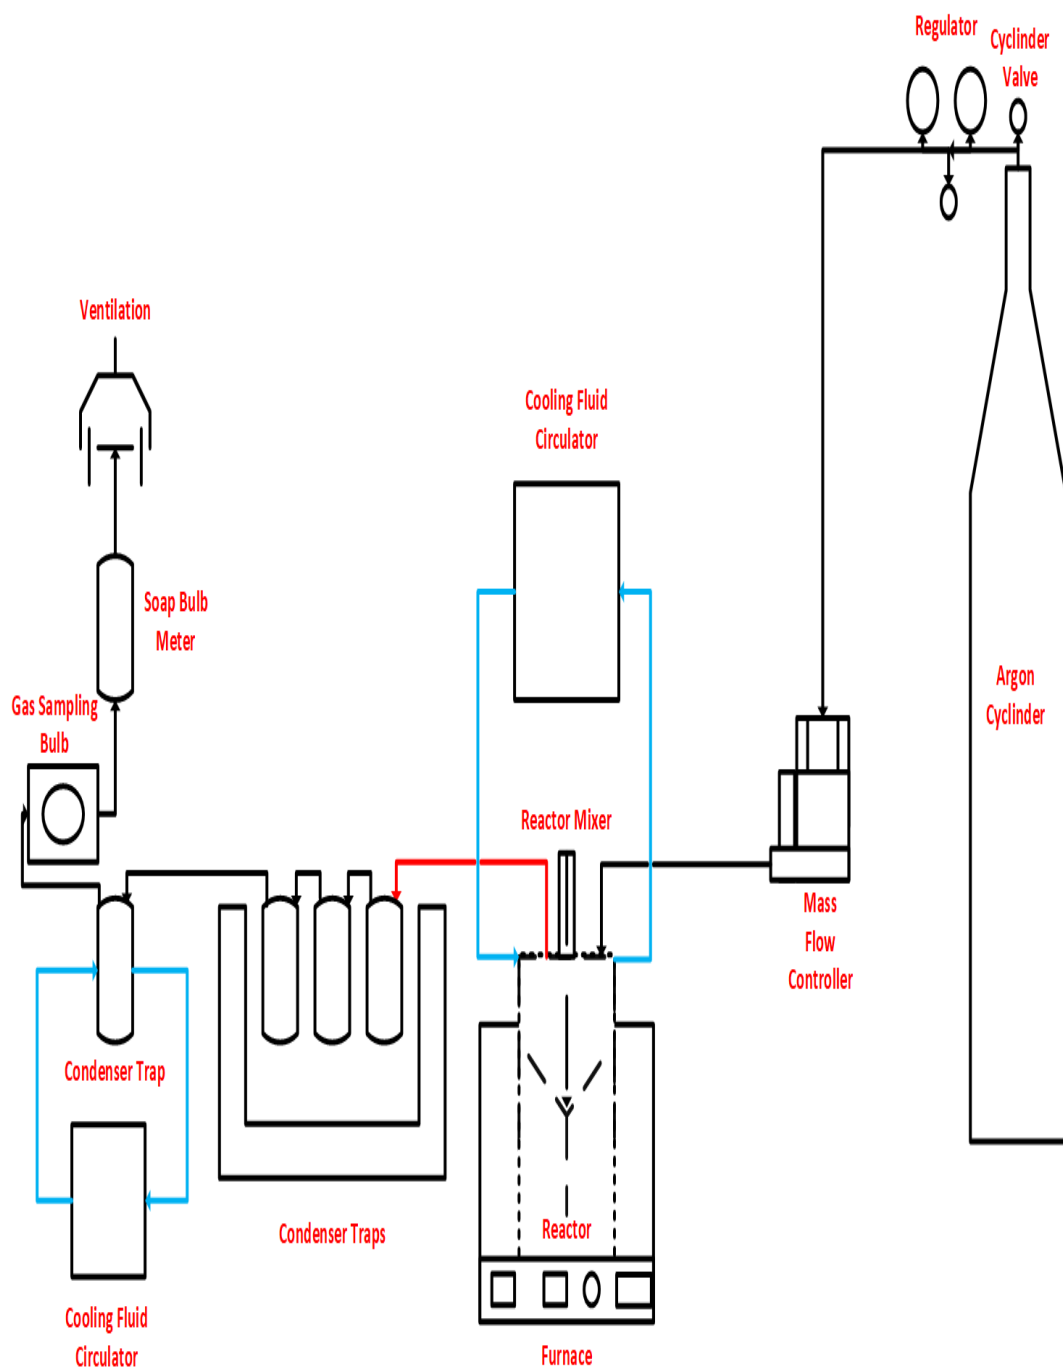 Regulator
Cyclinder
Valve
Ventilation
Cooling Fluid
Circulator
Soap Bulb
Meter
Gas Sampling
Bulb
Argon
Cyclinder
Reactor Mixer
Mass
Flow
Controller
Condenser Trap
Condenser Traps
Reactor
Cooling Fluid
Circulator
Furnace